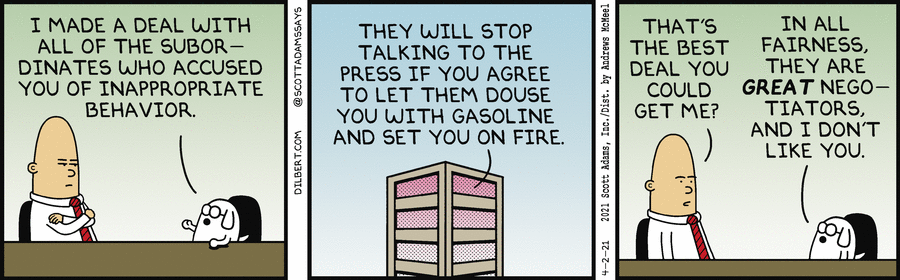 I MADE A DEAL WITH
ALL OF THE SUBOR–
DINATES WHO ACCUSED
YOU OF INAPPROPRIATE
BEHAVIOR.
DILBERT.COM @SCOTTADAMSSAYS
THEY WILL STOP
TALKING TO THE
PRESS IF YOU AGREE
TO LET THEM DOUSE
YOU WITH GASOLINE
AND SET YOU ON FIRE.
4-2-21 2021 Scott Adams, Inc./Dist. by Andrews McMeel
THAT'S
THE BEST
DEAL YOU
COULD
GET ME?
IN ALL
FAIRNESS,
THEY ARE
GREAT NEGO–
TIATORS,
AND I DON'T
LIKE YOU.